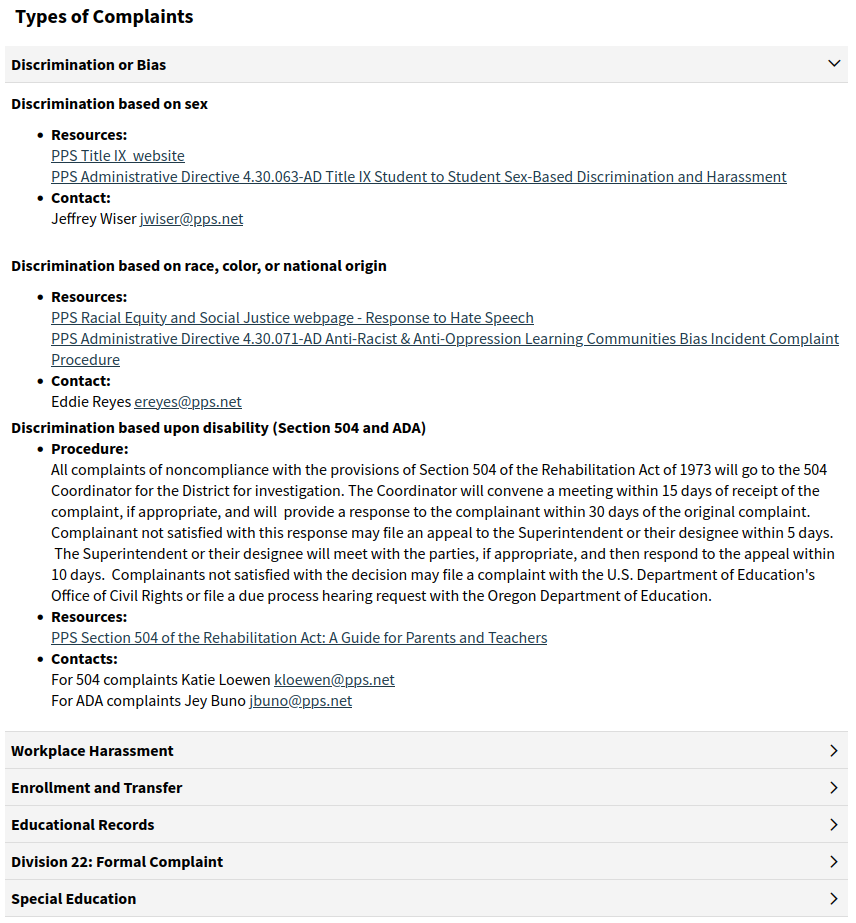 Types of Complaints
Discrimination or Bias
Discrimination based on sex
• Resources:
PPS Title IX  website
PPS Administrative Directive 4.30.063-AD Title IX Student to Student Sex-Based Discrimination and Harassment
• Contact:
Jeffrey Wiser jwiser@pps.net
Discrimination based on race, color, or national origin
• Resources:
PPS Racial Equity and Social Justice webpage - Response to Hate Speech
PPS Administrative Directive 4.30.071-AD Anti-Racist & Anti-Oppression Learning Communities Bias Incident Complaint
Procedure
• Contact:
Eddie Reyes ereyes@pps.net
Discrimination based upon disability (Section 504 and ADA)
• Procedure:
All complaints of noncompliance with the provisions of Section 504 of the Rehabilitation Act of 1973 will go to the 504
Coordinator for the District for investigation. The Coordinator will convene a meeting within 15 days of receipt of the
complaint, if appropriate, and will  provide a response to the complainant within 30 days of the original complaint.
Complainant not satisfied with this response may file an appeal to the Superintendent or their designee within 5 days.
The Superintendent or their designee will meet with the parties, if appropriate, and then respond to the appeal within
10 days.  Complainants not satisfied with the decision may file a complaint with the U.S. Department of Education's
Office of Civil Rights or file a due process hearing request with the Oregon Department of Education.
• Resources:
PPS Section 504 of the Rehabilitation Act: A Guide for Parents and Teachers
• Contacts:
For 504 complaints Katie Loewen kloewen@pps.net
For ADA complaints Jey Buno jbuno@pps.net
Workplace Harassment
Enrollment and Transfer
Educational Records
Division 22: Formal Complaint
Special Education